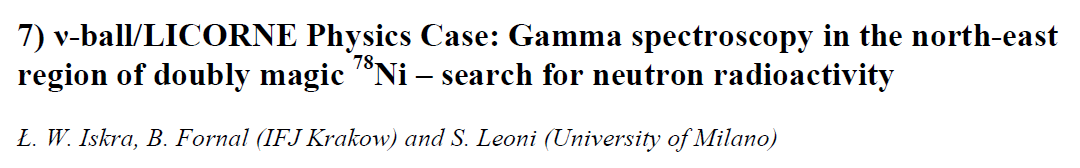 7) ν-ball/LICORNE Physics Case: Gamma spectroscopy in the north-east
region of doubly magic ⁷⁸Ni – search for neutron radioactivity
Ł. W. Iskra, B. Fornal (IFJ Krakow) and S. Leoni (University of Milano)